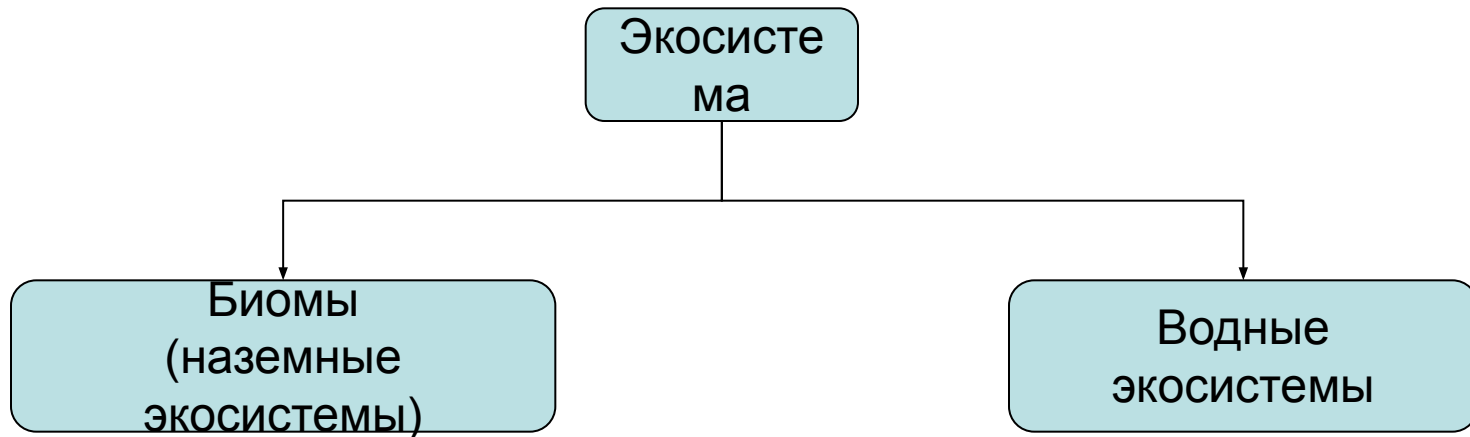 Экосисте
ма
Биомы
(наземные
экосистемы)
Водные
экосистемы